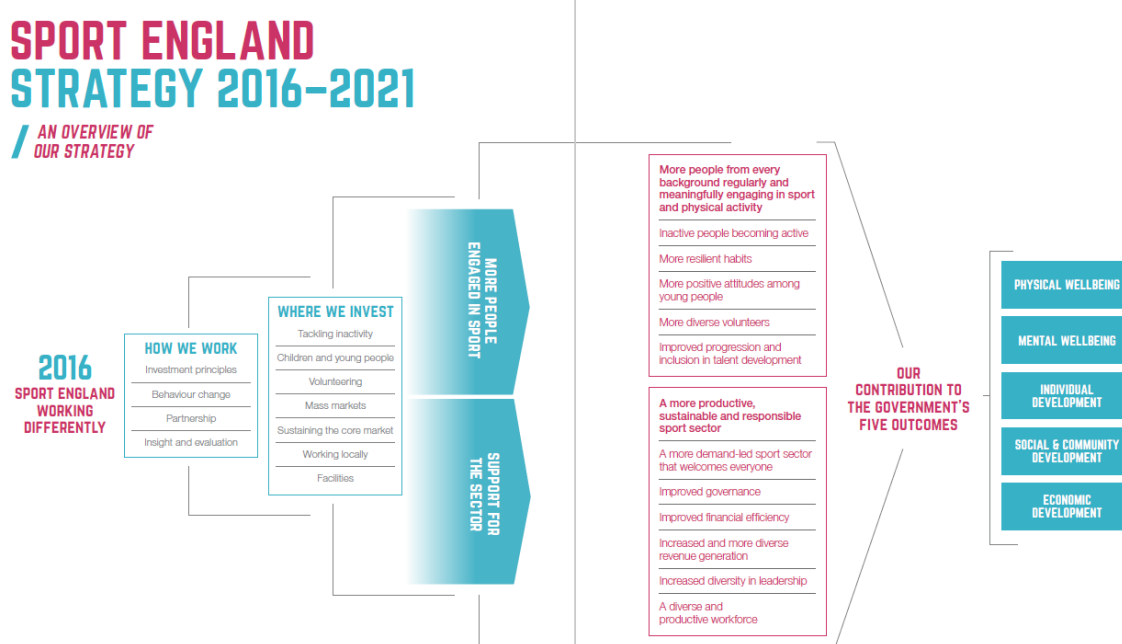 SPORT ENGLAND
STRATEGY 2016–2021
/ AN OVERVIEW OF
OUR STRATEGY
2016
SPORT ENGLAND
WORKING
DIFFERENTLY
HOW WE WORK
Investment principles
Behaviour change
Partnership
Insight and evaluation
WHERE WE INVEST
Tackling inactivity
Children and young people
Volunteering
Mass markets
Sustaining the core market
Working locally
Facilities
MORE PEOPLE
ENGAGED IN SPORT
SUPPORT FOR
THE SECTOR
More people from every
background regularly and
meaningfully engaging in sport
and physical activity
Inactive people becoming active
More resilient habits
More positive attitudes among
young people
More diverse volunteers
Improved progression and
inclusion in talent development
A more productive,
sustainable and responsible
sport sector
A more demand-led sport sector
that welcomes everyone
Improved governance
Improved financial efficiency
Increased and more diverse
revenue generation
Increased diversity in leadership
A diverse and
productive workforce
OUR
CONTRIBUTION TO
THE GOVERNMENT'S
FIVE OUTCOMES
PHYSICAL WELLBEING
MENTAL WELLBEING
INDIVIDUAL
DEVELOPMENT
SOCIAL & COMMUNITY
DEVELOPMENT
ECONOMIC
DEVELOPMENT